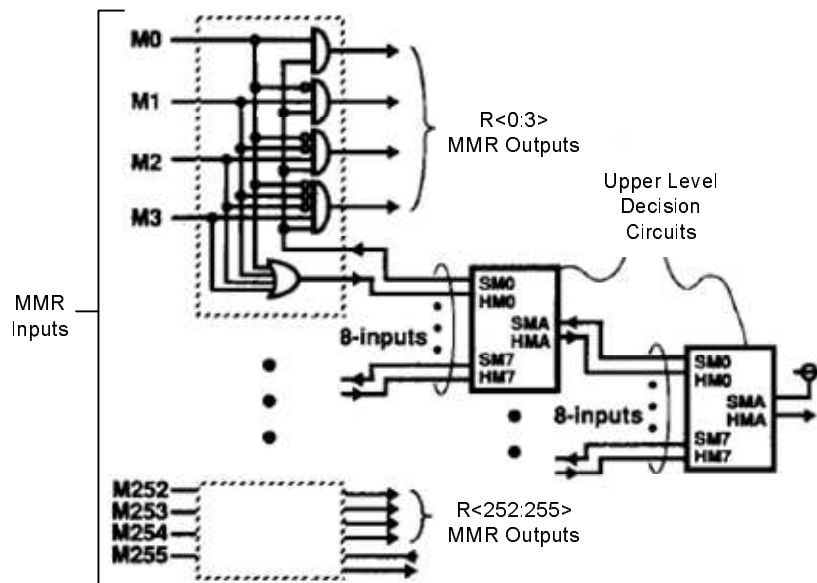 M0
M1
M2
M3
R<0:3>
MMR Outputs
Upper Level
Decision
Circuits
MMR
Inputs
SM0
HM0
SMA
HMA
8-inputs
SM7
HM7
SM0
HM0
SMA
HMA
8-inputs
SM7
HM7
M252
M253
M254
M255
R<252:255>
MMR Outputs